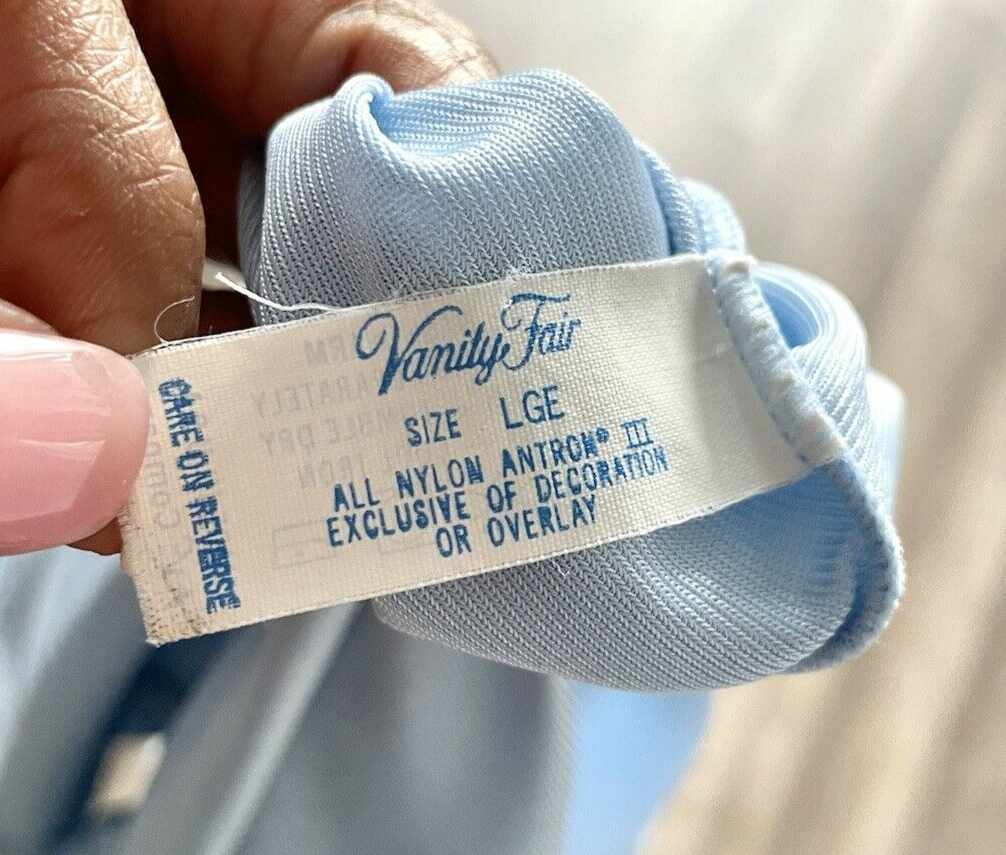 Vanity Fair
SIZE LGE
ALL NYLON ANTRON® III
EXCLUSIVE OF DECORATION
OR OVERLAY
CARE ON REVERSE